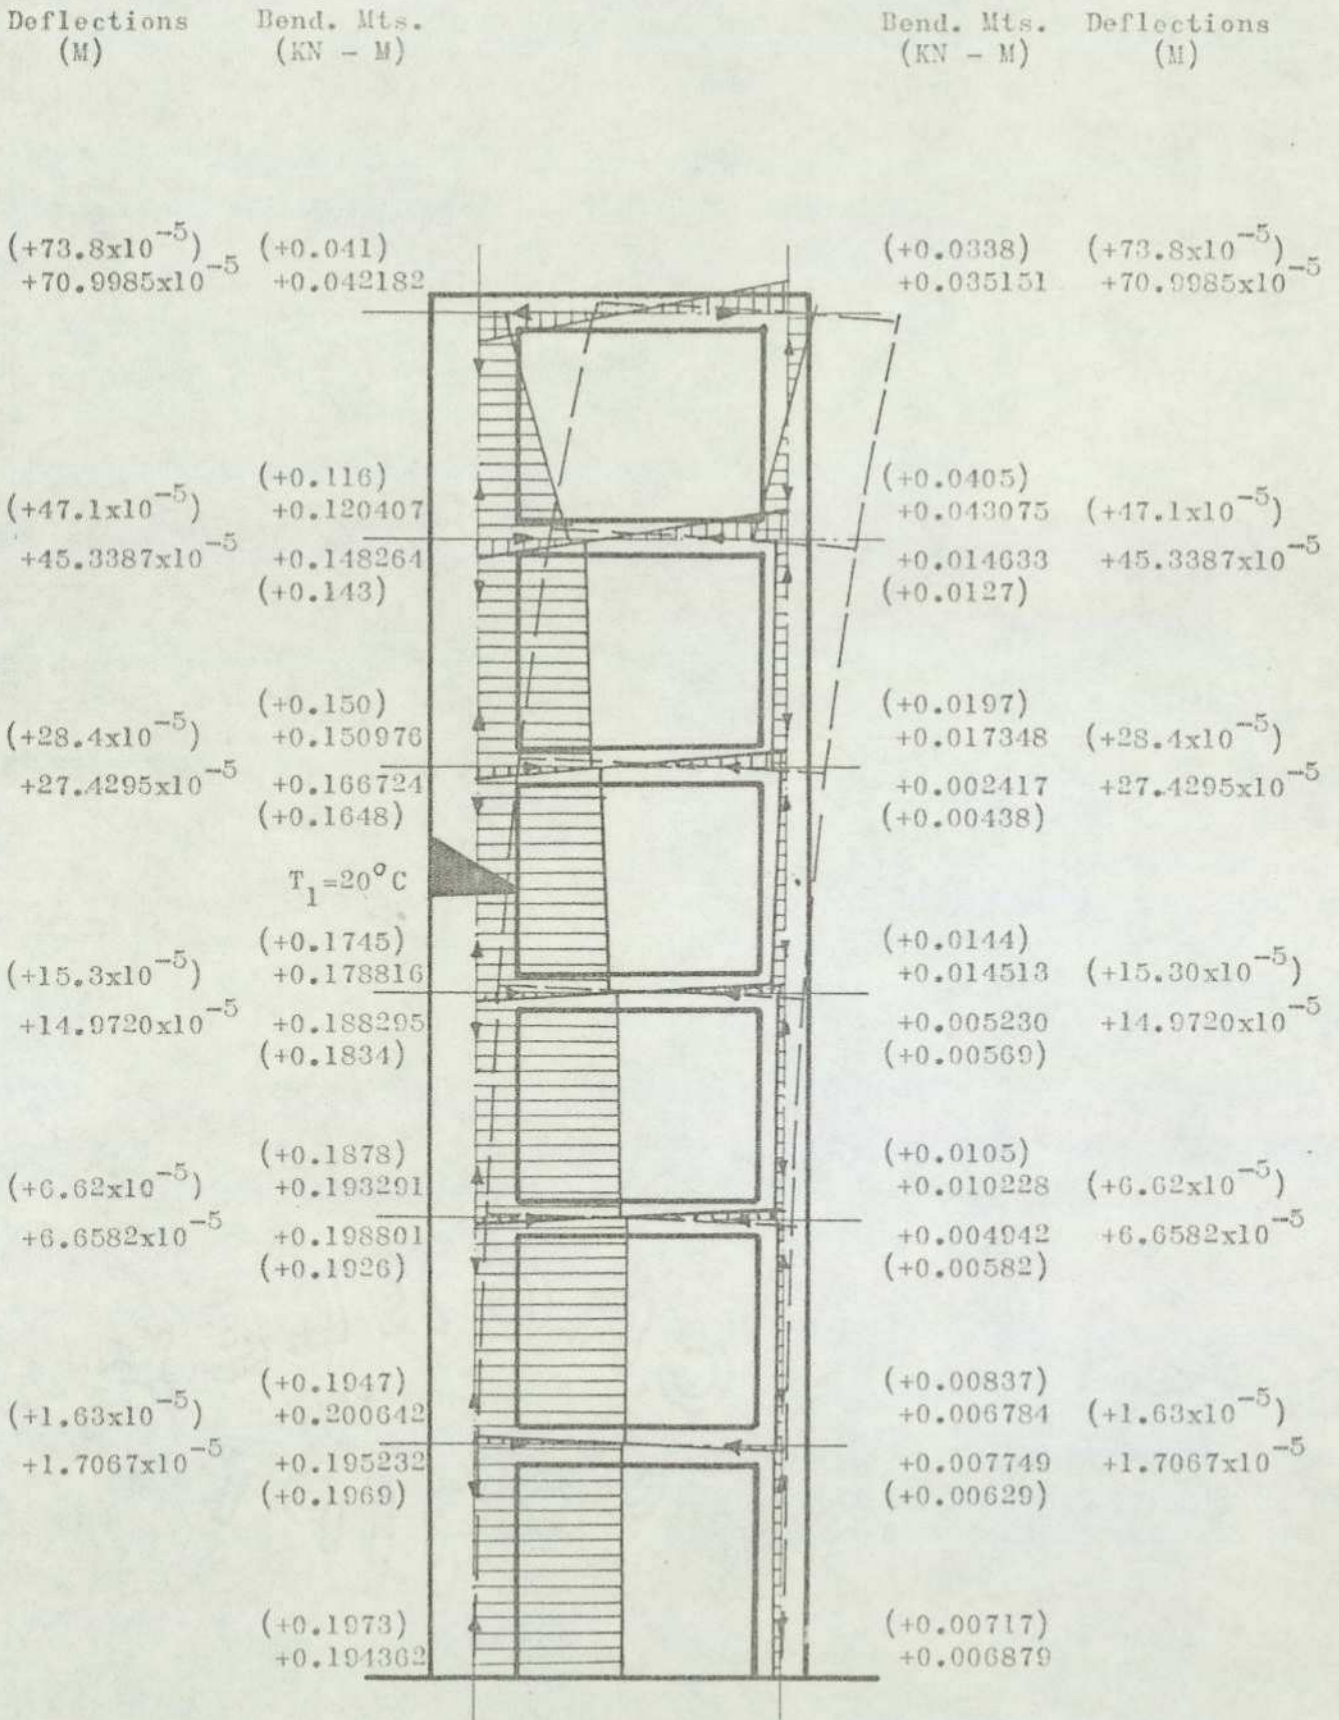 Deflections Bend. Mts. Bend. Mts. Deflections
(M) (KN - M) (KN - M) (M)
(+73.8x10⁻⁵) (+0.041) (+0.0338) (+73.8x10⁻⁵)
+70.9985x10⁻⁵ +0.042182 +0.035151 +70.9985x10⁻⁵
(+0.116) (+0.0405)
(+47.1x10⁻⁵) +0.120407 +0.043075 (+47.1x10⁻⁵)
+45.3387x10⁻⁵ +0.148264 +0.014633 +45.3387x10⁻⁵
(+0.143) (+0.0127)
(+0.150) (+0.0197)
(+28.4x10⁻⁵) +0.150976 +0.017348 (+28.4x10⁻⁵)
+27.4295x10⁻⁵ +0.166724 +0.002417 +27.4295x10⁻⁵
(+0.1648) (+0.00438)
T₁=20°C
(+0.1745) (+0.0144)
(+15.3x10⁻⁵) +0.178816 +0.014513 (+15.30x10⁻⁵)
+14.9720x10⁻⁵ +0.188295 +0.005230 +14.9720x10⁻⁵
(+0.1834) (+0.00569)
(+0.1878) (+0.0105)
(+6.62x10⁻⁵) +0.193291 +0.010228 (+6.62x10⁻⁵)
+6.6582x10⁻⁵ +0.198801 +0.004942 +6.6582x10⁻⁵
(+0.1926) (+0.00582)
(+0.1947) (+0.00837)
(+1.63x10⁻⁵) +0.200642 +0.006784 (+1.63x10⁻⁵)
+1.7067x10⁻⁵ +0.195232 +0.007749 +1.7067x10⁻⁵
(+0.1969) (+0.00629)
(+0.1973) (+0.00717)
+0.194362 +0.006879